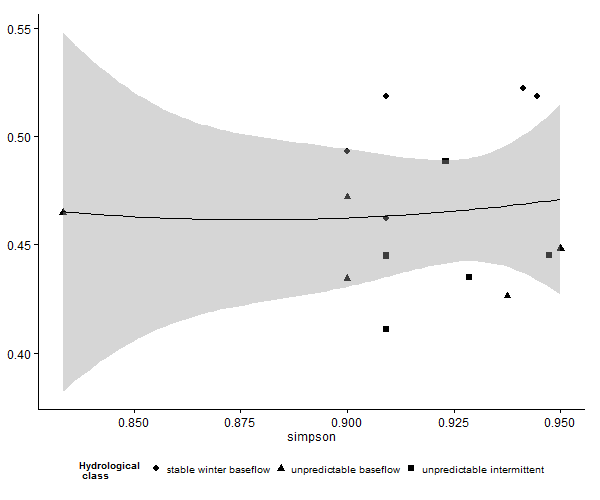 0.55
0.50
0.45
0.40
0.850 0.875 0.900 0.925 0.950
simpson
Hydrological
class
stable winter baseflow unpredictable baseflow unpredictable intermittent